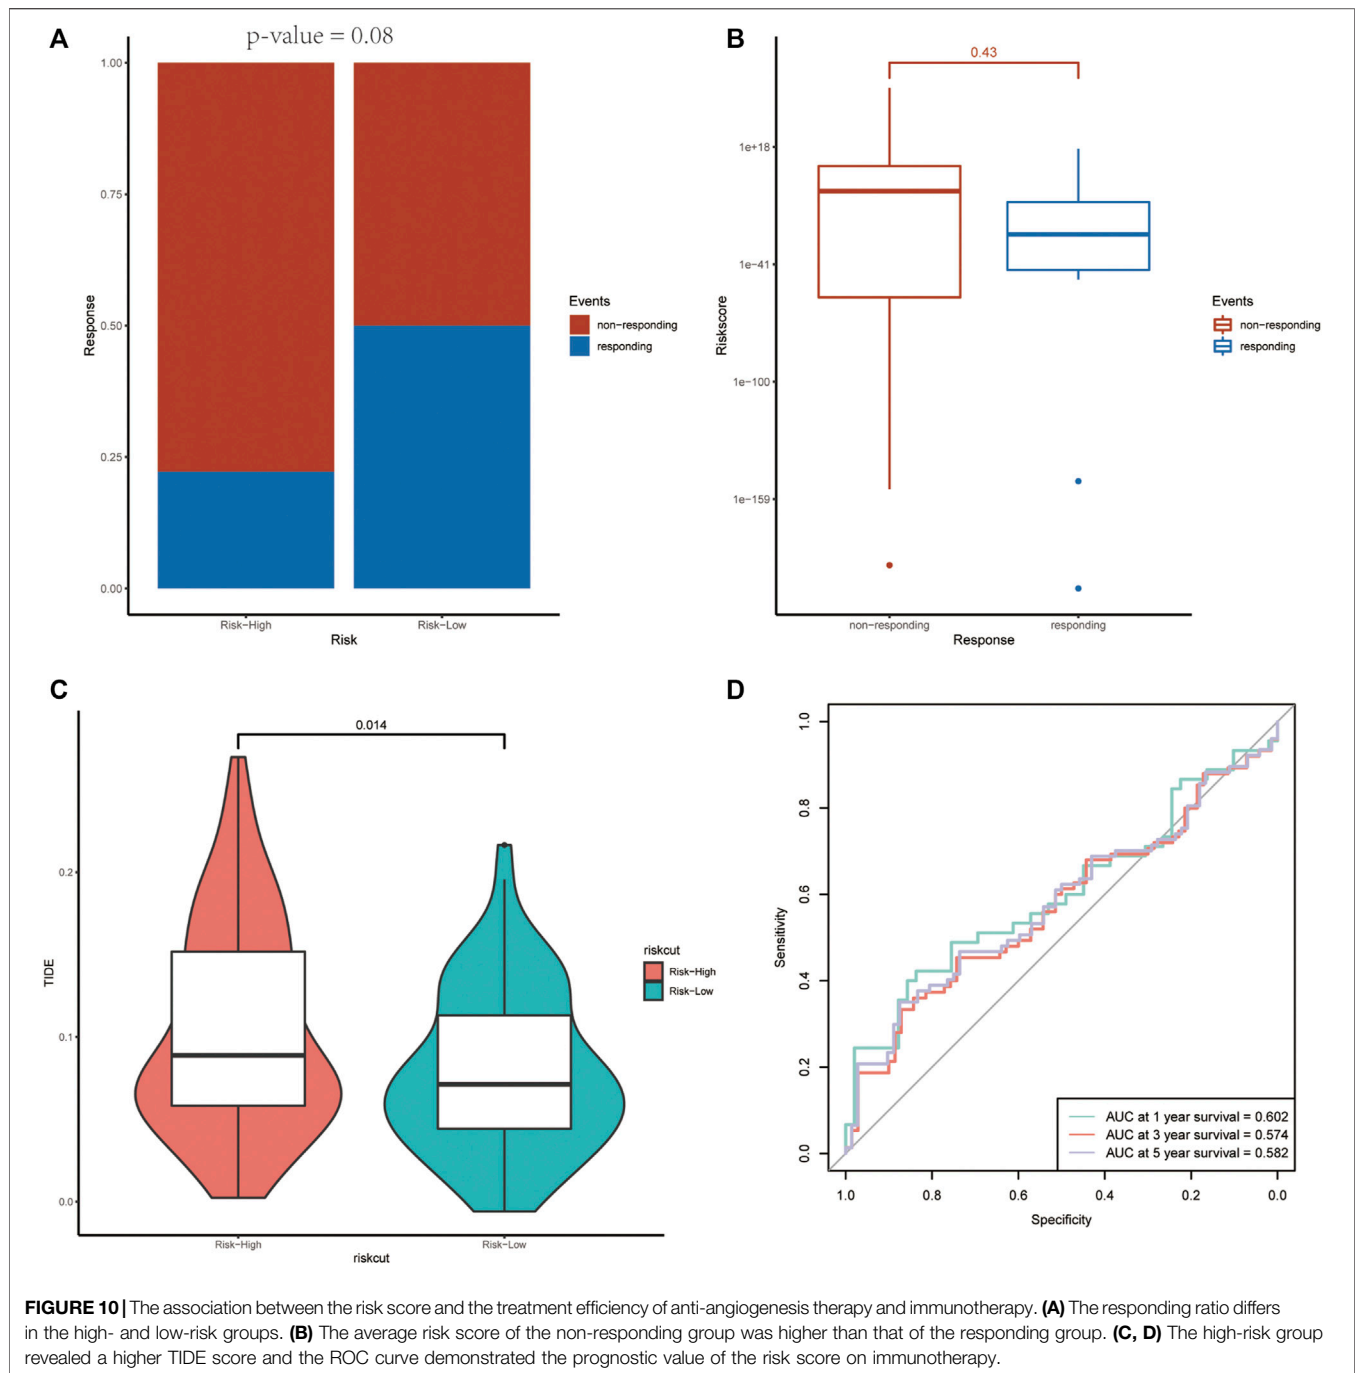 A
p-value = 0.08
1.00
0.75
0.50
0.25
0.00
Response
Risk-High
Risk-Low
Risk
Events
non-responding
responding
B
0.43
1e+18
1e-41
1e-100
1e-159
Riskscore
non-responding
responding
Response
Events
non-responding
responding
C
0.014
0.2
0.1
0.0
TIDE
Risk-High
Risk-Low
riskcut
riskcut
Risk-High
Risk-Low
D
1.0
0.8
0.6
0.4
0.2
0.0
Sensitivity
AUC at 1 year survival = 0.602
AUC at 3 year survival = 0.574
AUC at 5 year survival = 0.582
1.0
0.8
0.6
0.4
0.2
0.0
Specificity
FIGURE 10 | The association between the risk score and the treatment efficiency of anti-angiogenesis therapy and immunotherapy. (A) The responding ratio differs
in the high- and low-risk groups. (B) The average risk score of the non-responding group was higher than that of the responding group. (C, D) The high-risk group
revealed a higher TIDE score and the ROC curve demonstrated the prognostic value of the risk score on immunotherapy.